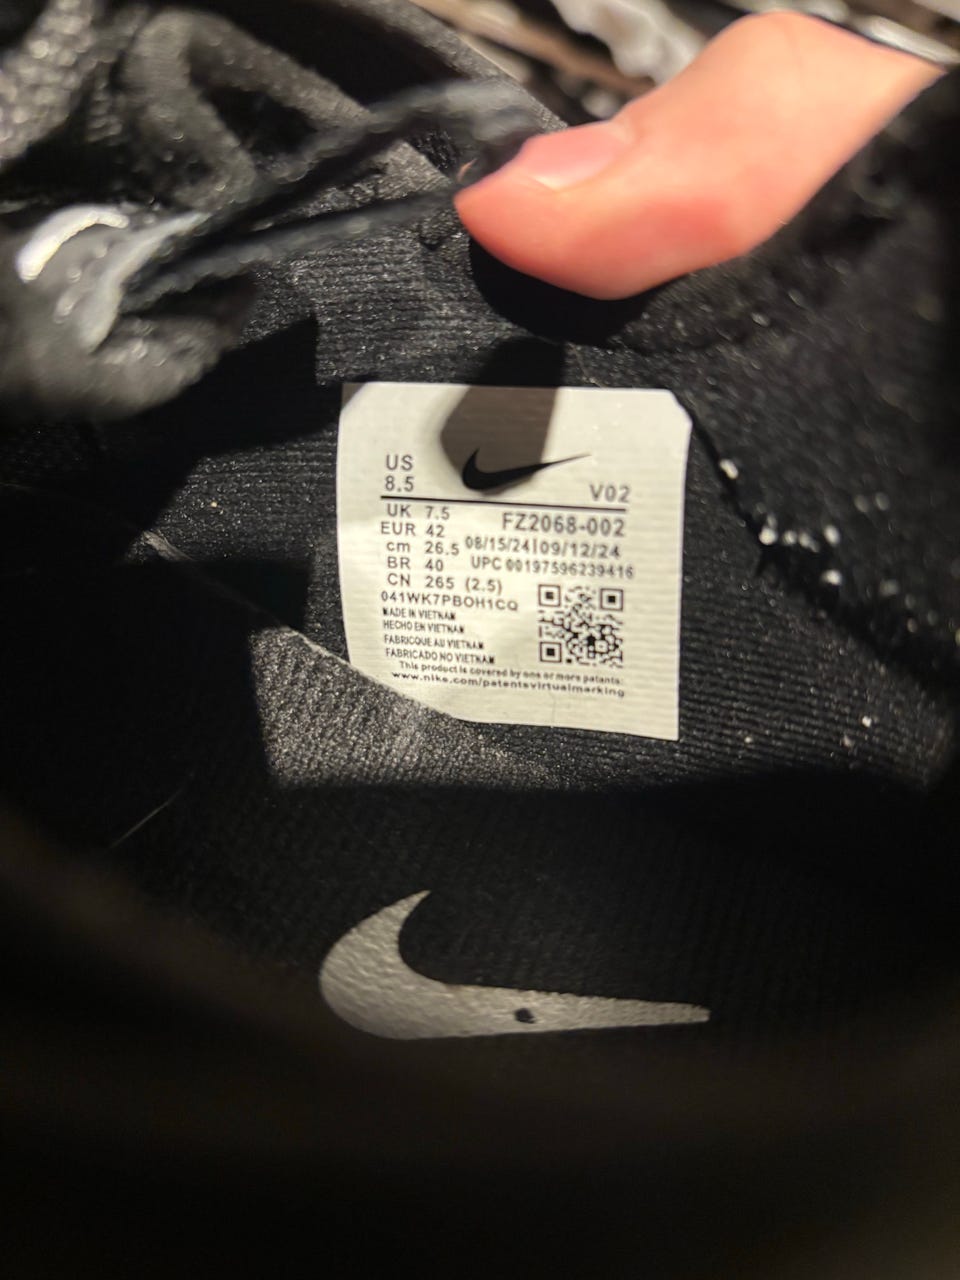 US
8.5
V02
UK 7.5
FZ2068-002
EUR 42
cm 26.5
08/15/24|09/12/24
BR 40
UPC 00197596239416
CN 265 (2.5)
041WK7PBOH1CQ
MADE IN VIETNAM
HECHO EN VIETNAM
FABRIQUE AU VIETNAM
FABRICADO NO VIETNAM
This product is covered by one or more patents:
www.nike.com/patentsvirtualmarking